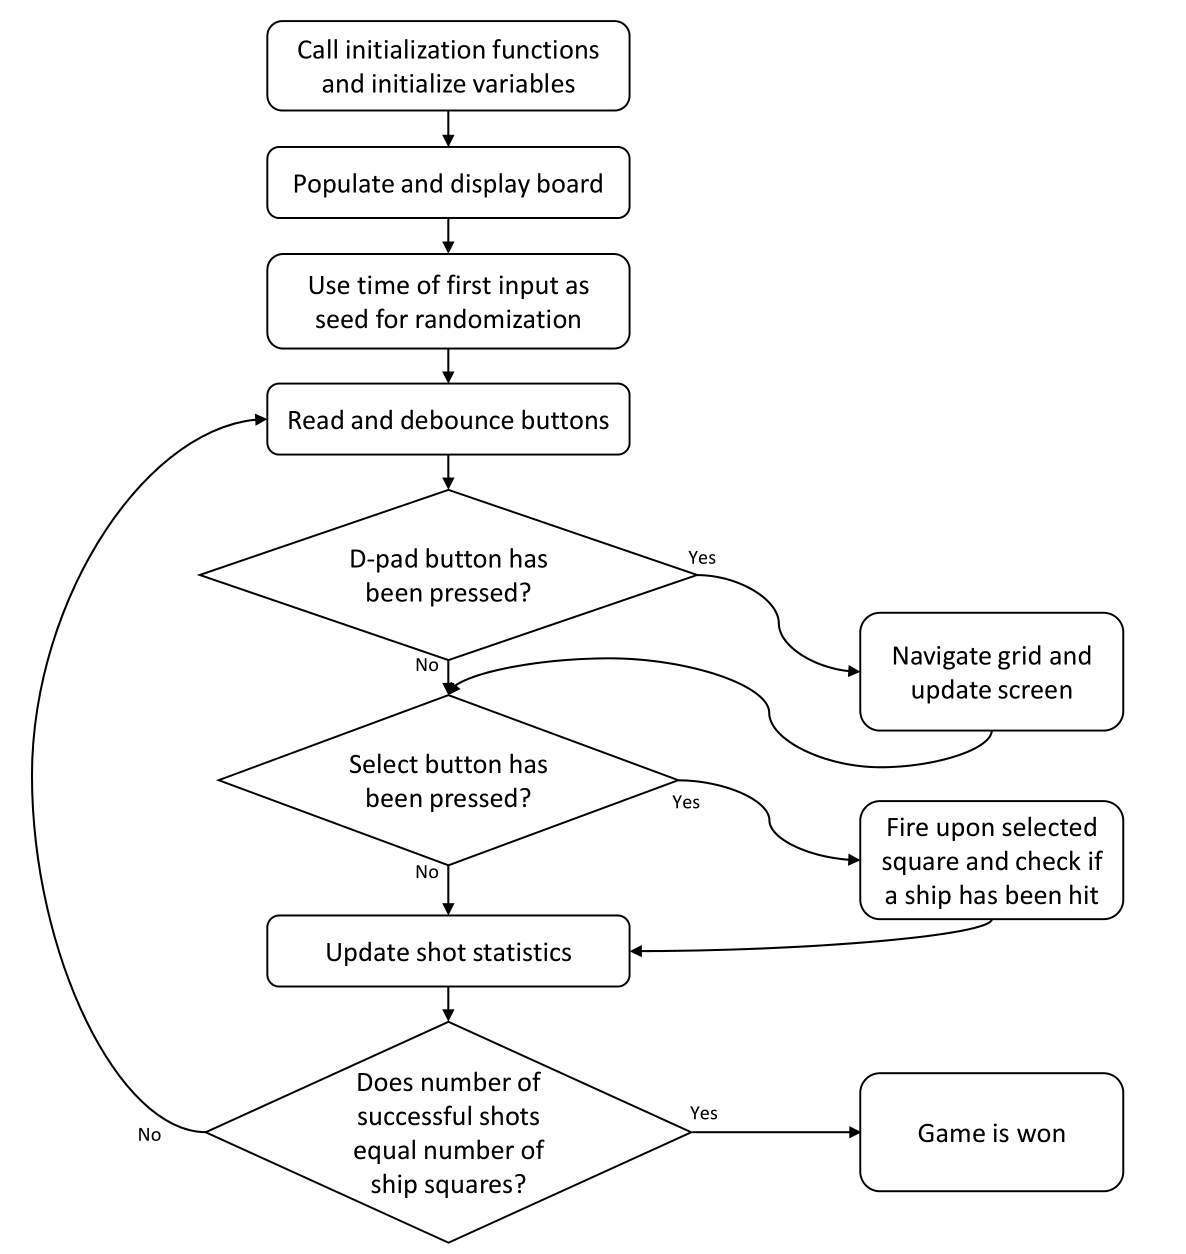 Call initialization functions
and initialize variables
Populate and display board
Use time of first input as
seed for randomization
Read and debounce buttons
D-pad button has
been pressed?
Yes
No
Navigate grid and
update screen
Select button has
been pressed?
Yes
No
Fire upon selected
square and check if
a ship has been hit
Update shot statistics
Does number of
successful shots
equal number of
ship squares?
Yes
No
Game is won